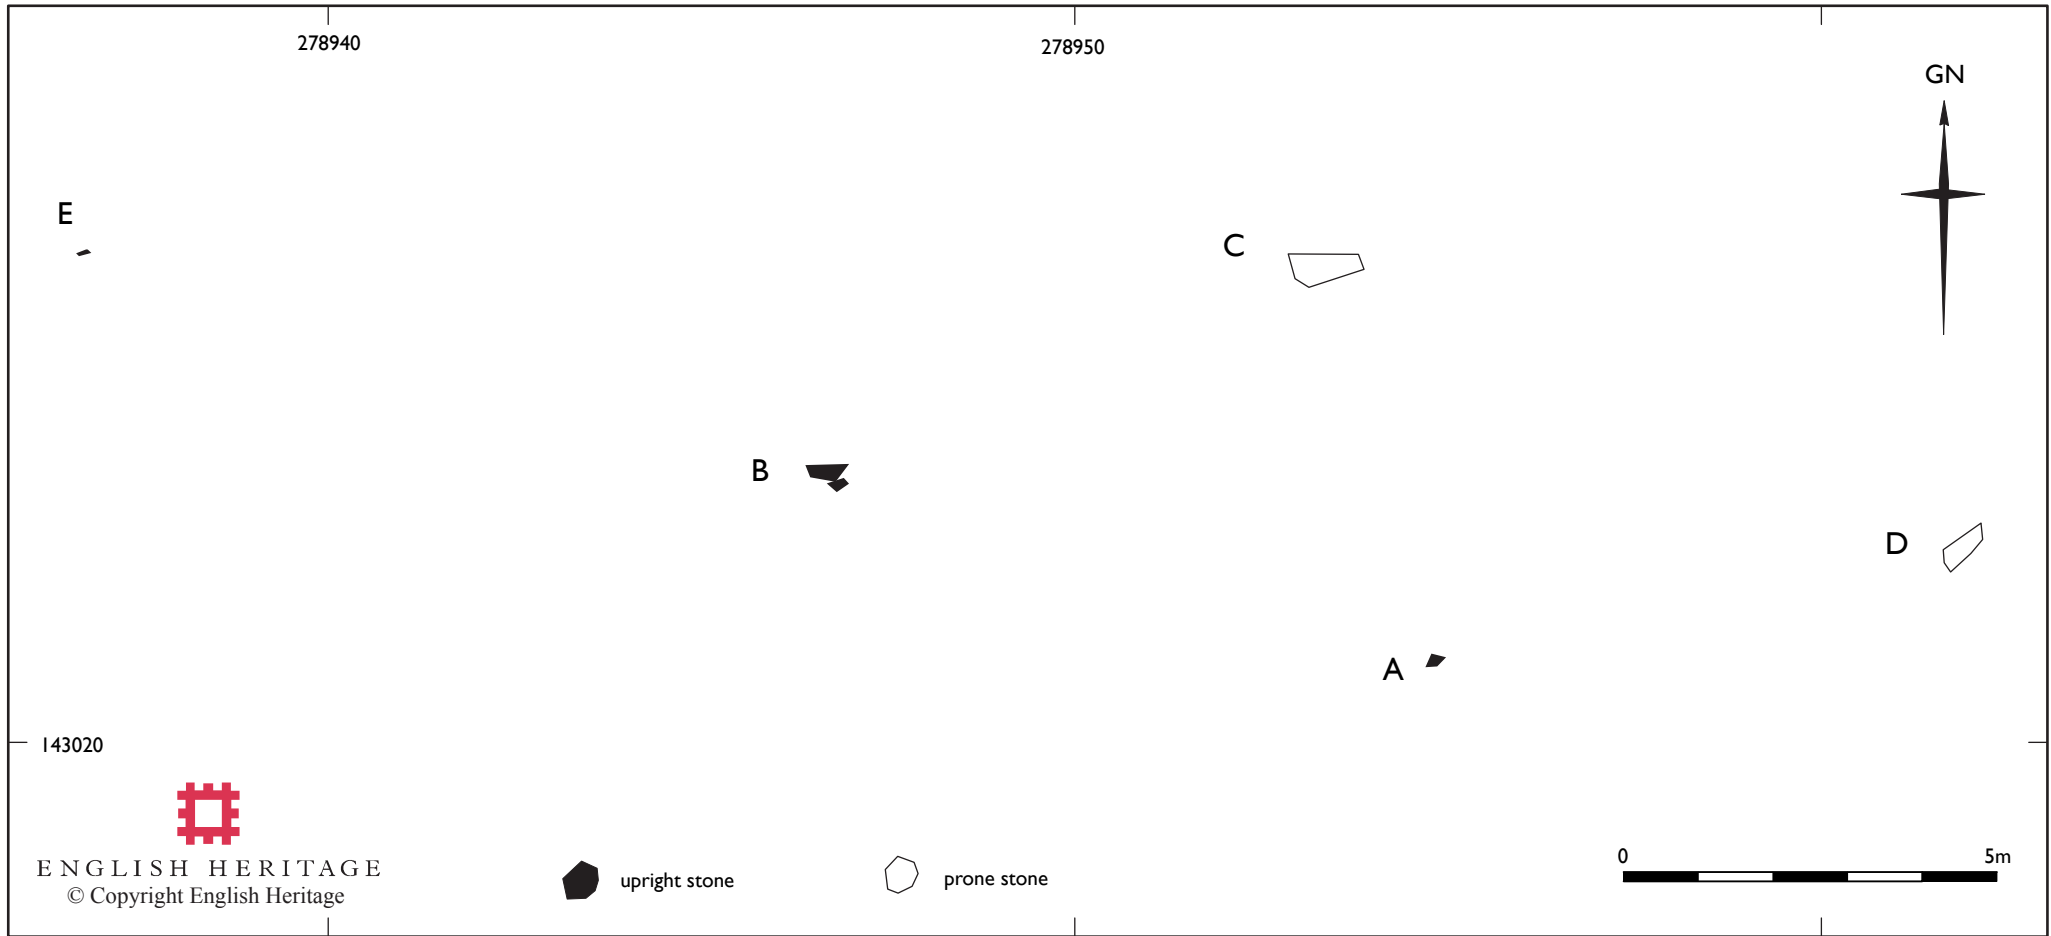 278940
278950
GN
E
C
B
D
A
143020
0
5m
ENGLISH HERITAGE
© Copyright English Heritage
upright stone
prone stone